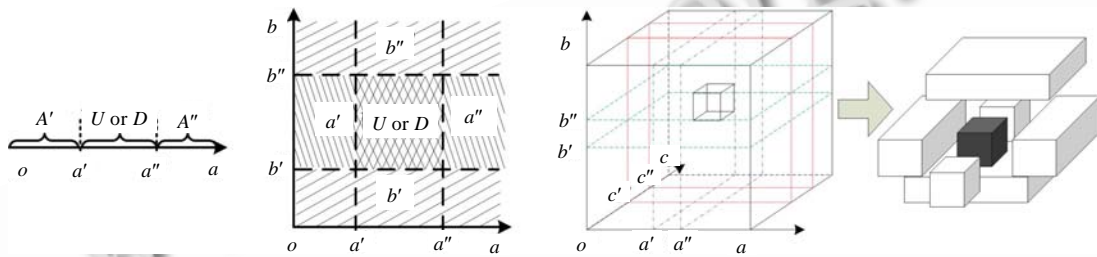 A′ U or D A″
o a′ a″ a
b
b″
b″
a′ U or D a″
b′
b′
o a′ a″ a
b
b″
b′
c
c″
c′
o a′ a″ a